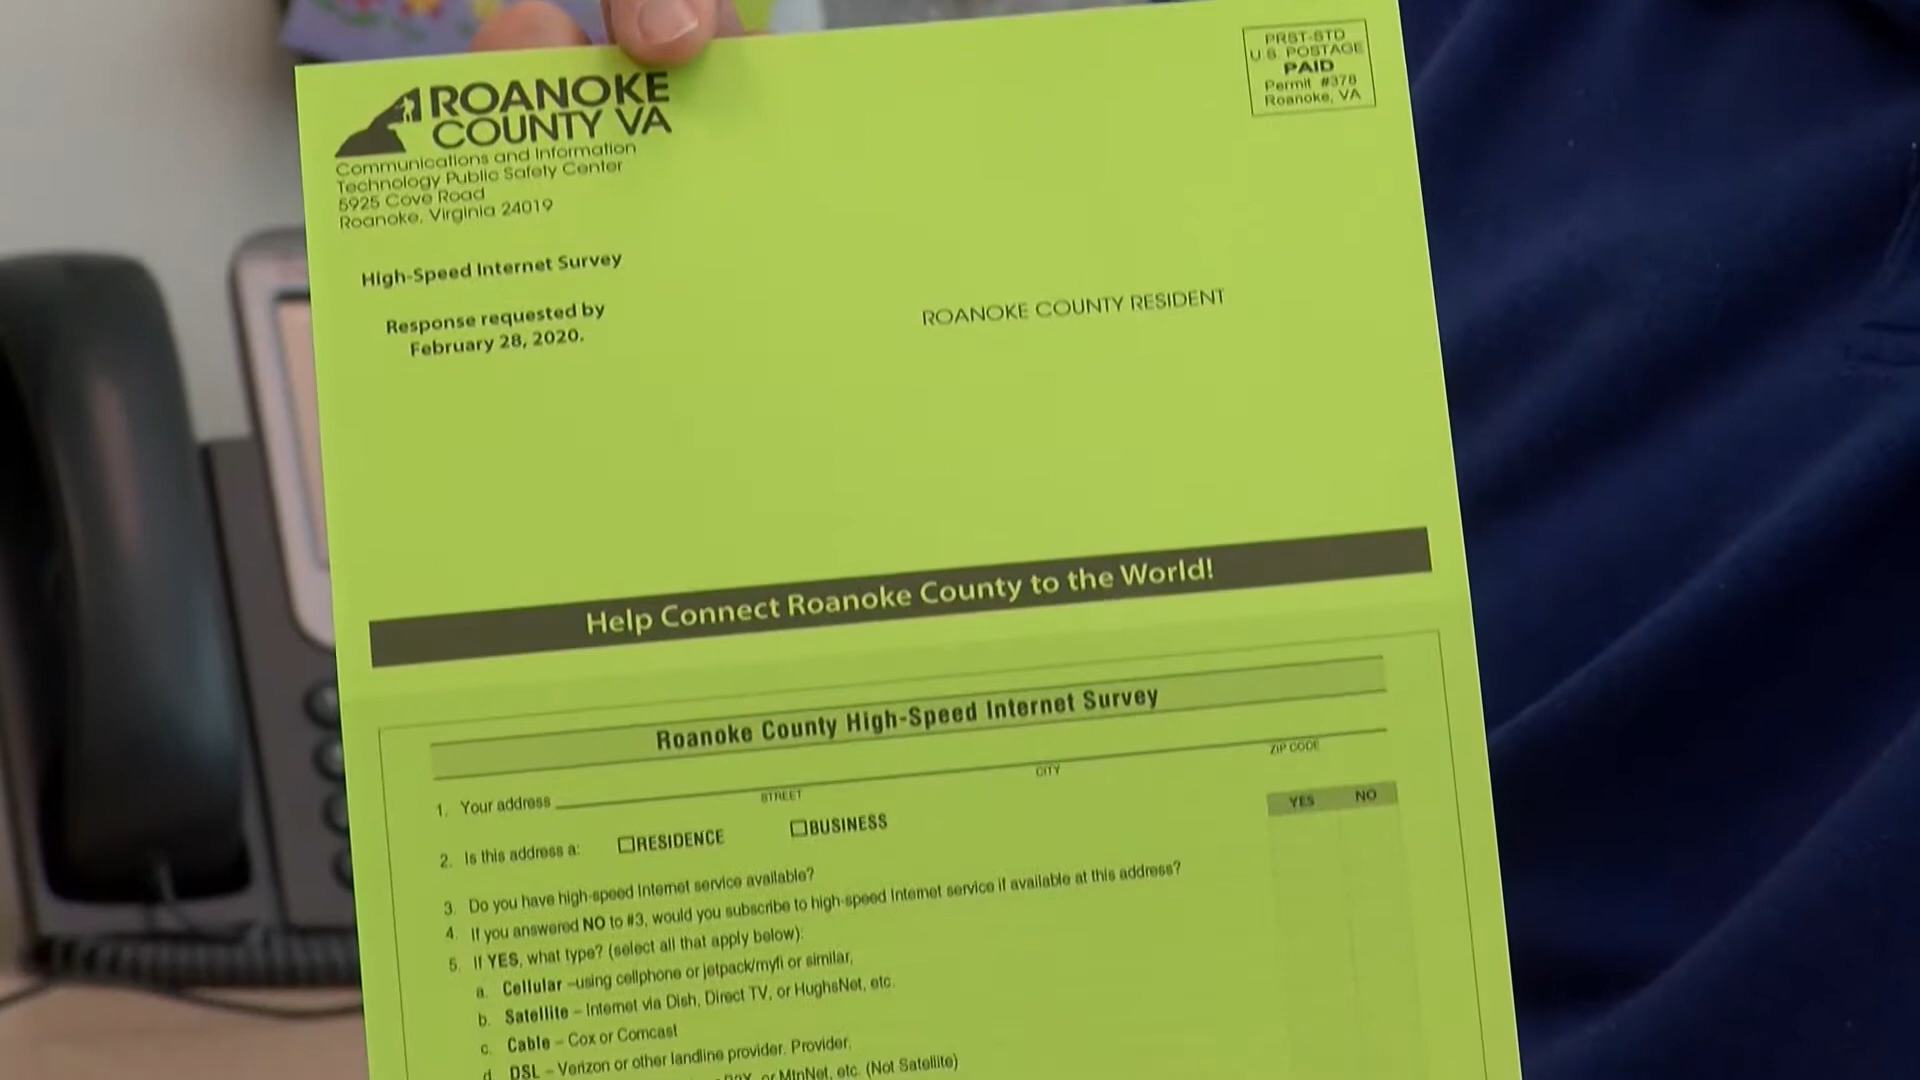 ROANOKE
COUNTY VA
Communications and Information
Technology Public Safety Center
5925 Cove Road
Roanoke, Virginia 24019
PRST-STD
U.S. POSTAGE
PAID
Permit #378
Roanoke, VA
High-Speed Internet Survey
Response requested by
February 28, 2020.
ROANOKE COUNTY RESIDENT
Help Connect Roanoke County to the World!
Roanoke County High-Speed Internet Survey
1. Your address
STREET
CITY
ZIP CODE
2. Is this address a: RESIDENCE BUSINESS
YES NO
3. Do you have high-speed Internet service available?
4. If you answered NO to #3, would you subscribe to high-speed Internet service if available at this address?
5. If YES, what type? (select all that apply below):
a. Cellular –using cellphone or jetpack/myfi or similar,
b. Satellite – Internet via Dish, Direct TV, or HughsNet, etc.
c. Cable – Cox or Comcast
d. DSL – Verizon or other landline provider. Provider,
or MtnNet, etc. (Not Satellite)